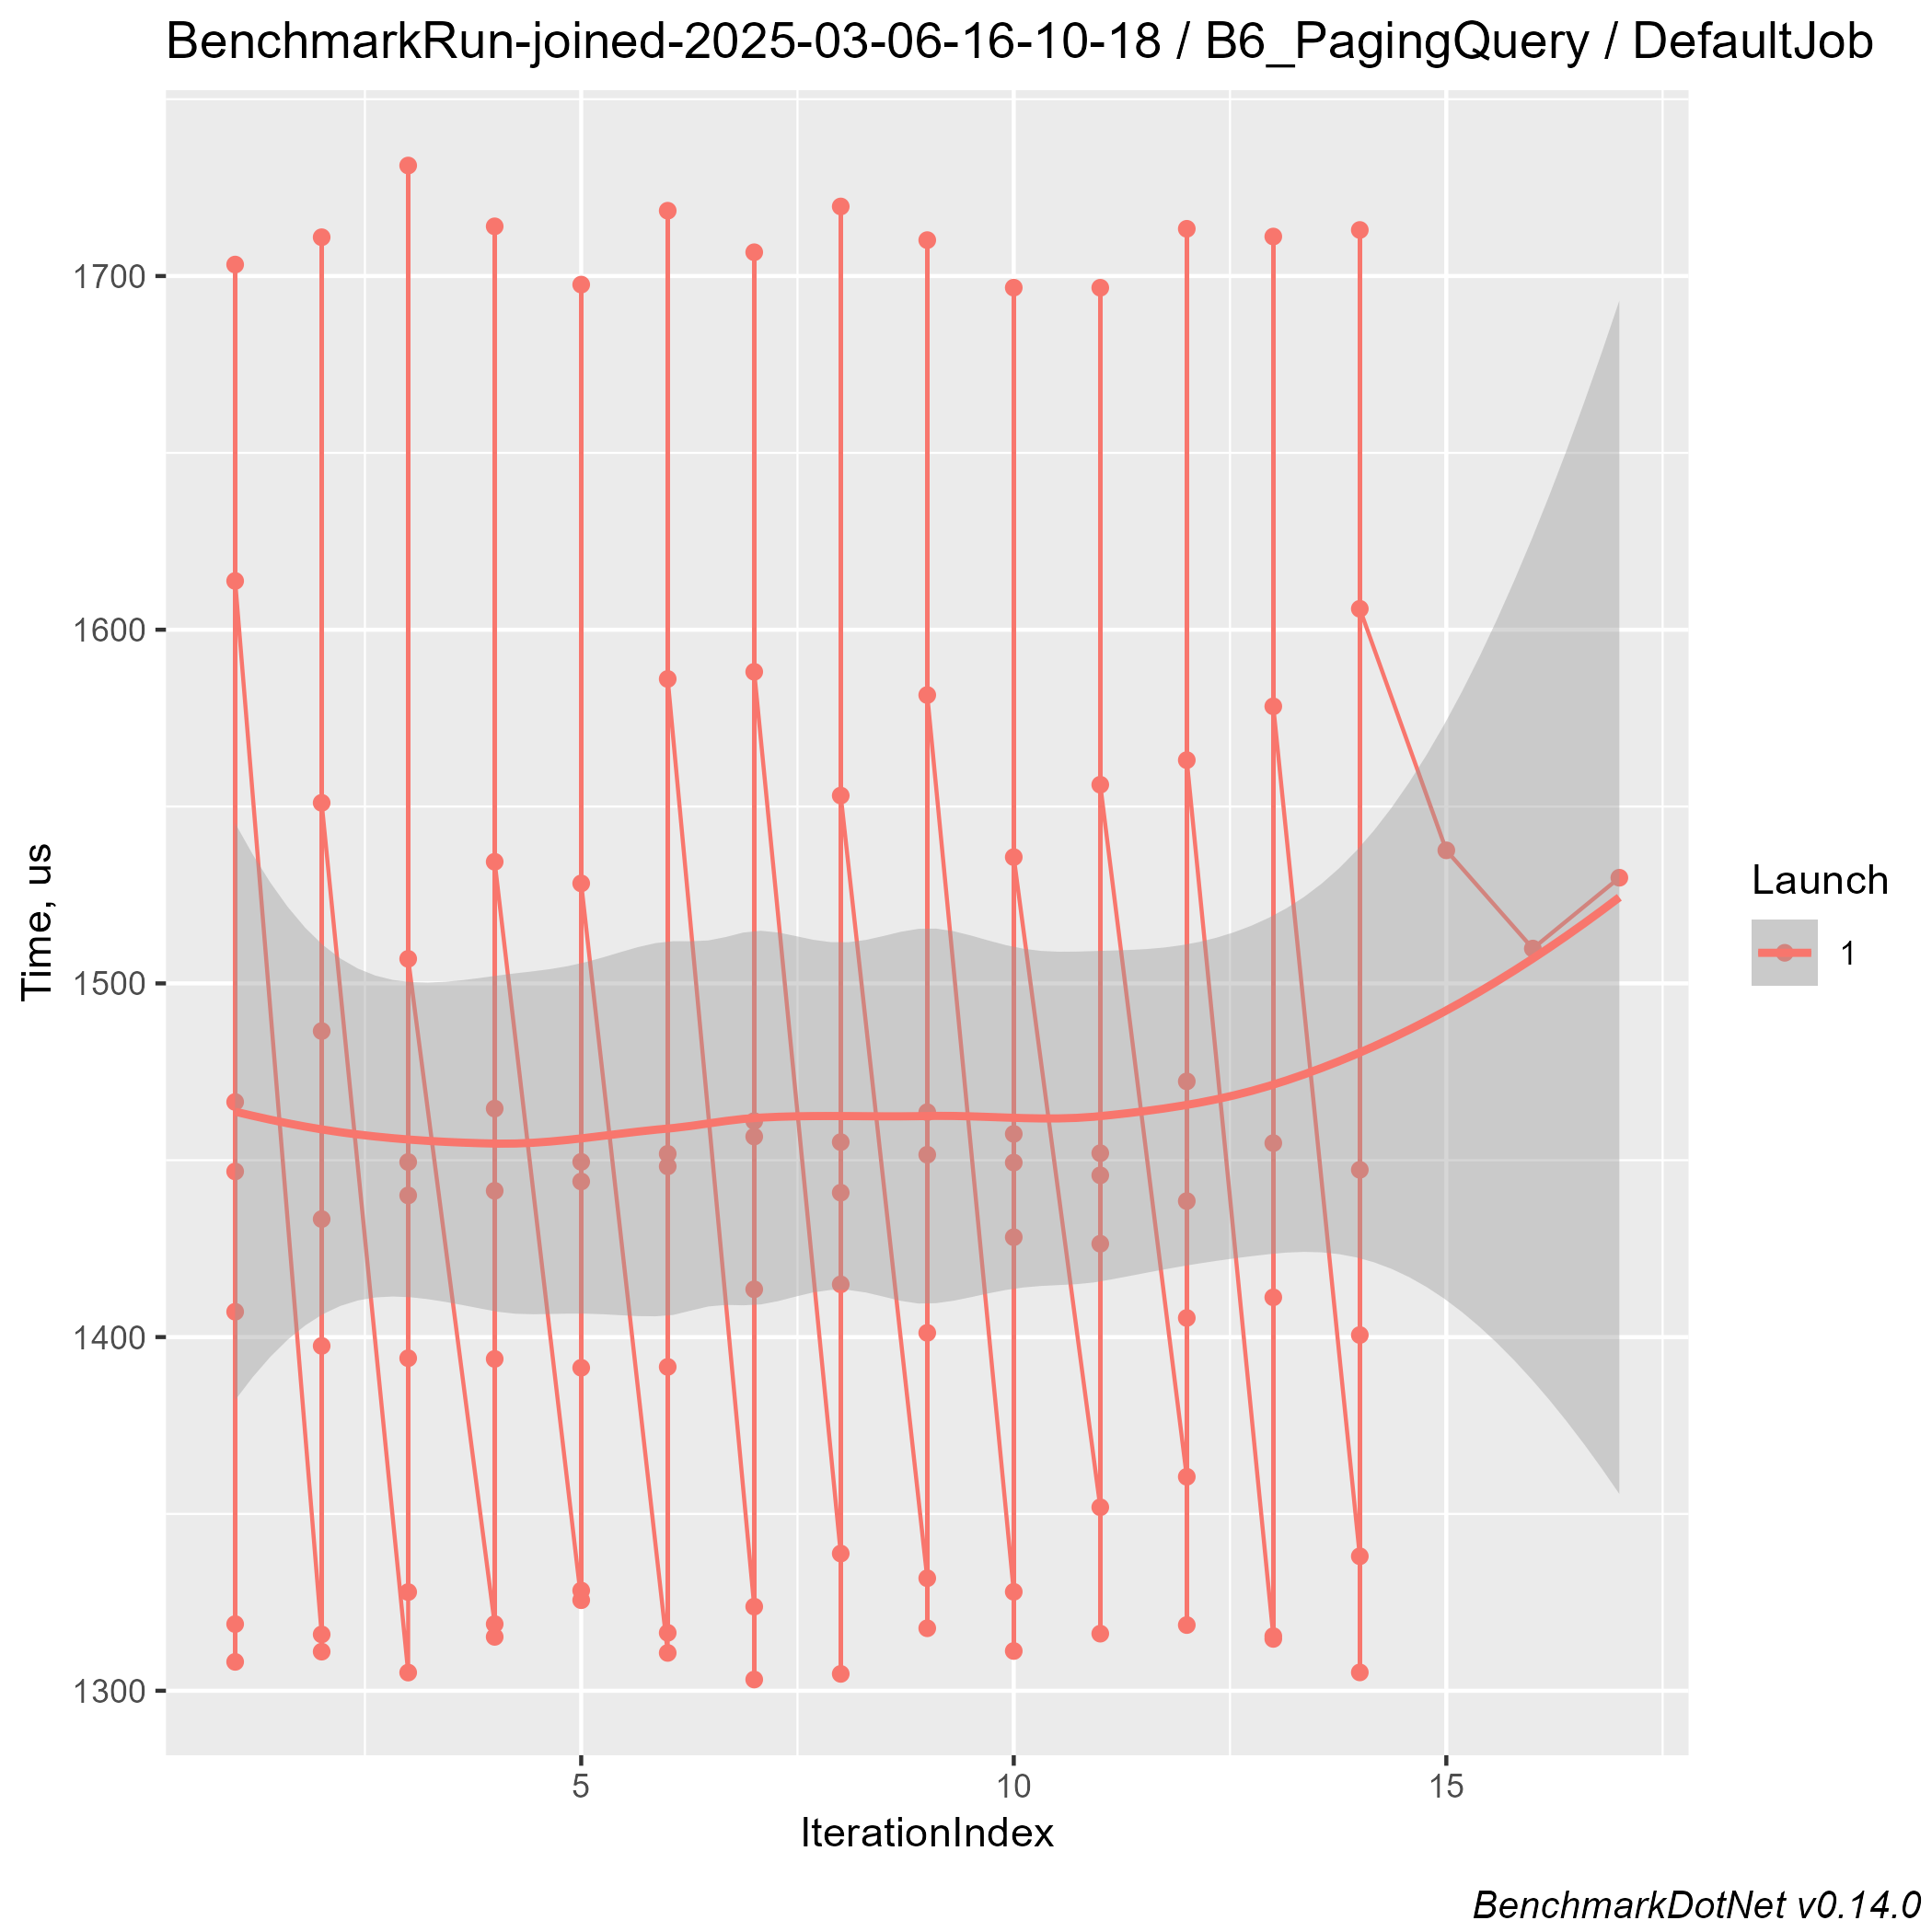 BenchmarkRun-joined-2025-03-06-16-10-18 / B6_PagingQuery / DefaultJob
1700
1600
1500
1400
1300
Time, us
5
10
15
IterationIndex
Launch
1
BenchmarkDotNet v0.14.0